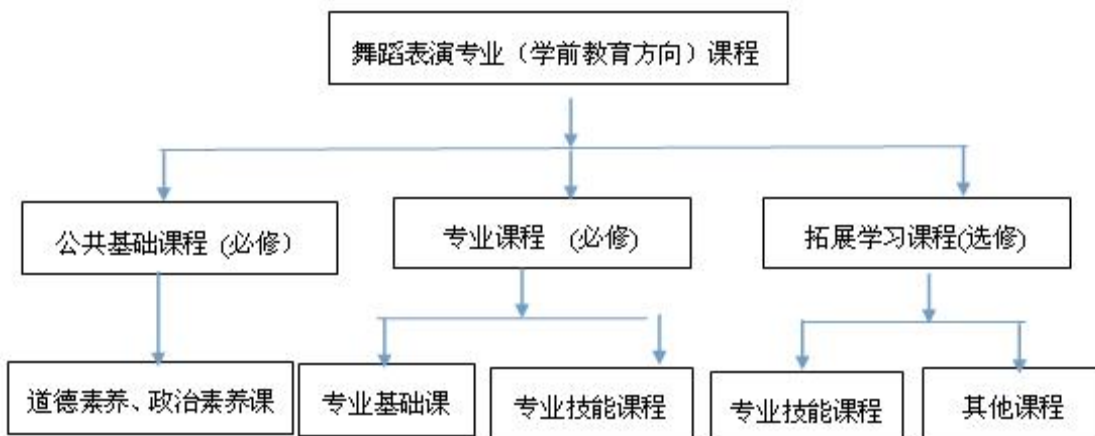 舞蹈表演专业（学前教育方向）课程
公共基础课程 (必修）
专业课程 (必修)
拓展学习课程(选修)
道德素养、政治素养课
专业基础课
专业技能课程
专业技能课程
其他课程